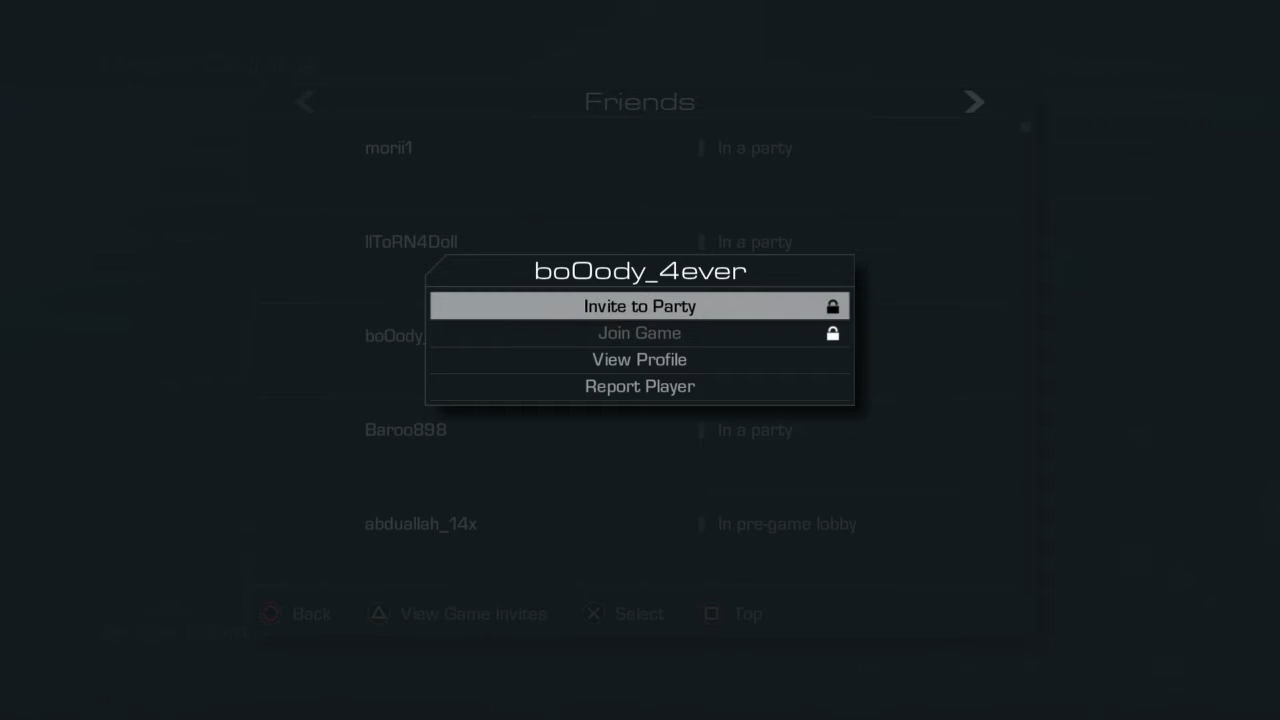 Friends
morii1 In a party
llToRN4Doll In a party
boOody_4ever
Invite to Party
Join Game
boOody_
View Profile
Report Player
Baroo898 In a party
abduallah_14x In pre-game lobby
Back View Game Invites Select Top